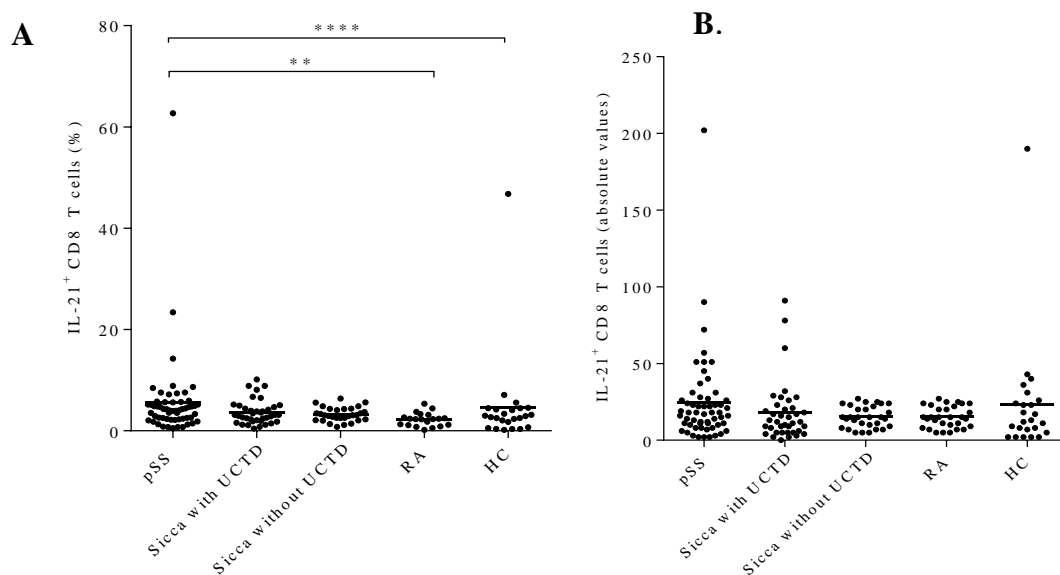 A
80
60
40
20
0
IL-21+ CD8 T cells (%)
****
**
pSS
Sicca with UCTD
Sicca without UCTD
RA
HC
B.
250
200
150
100
50
0
IL-21+ CD8 T cells (absolute values)
pSS
Sicca with UCTD
Sicca without UCTD
RA
HC